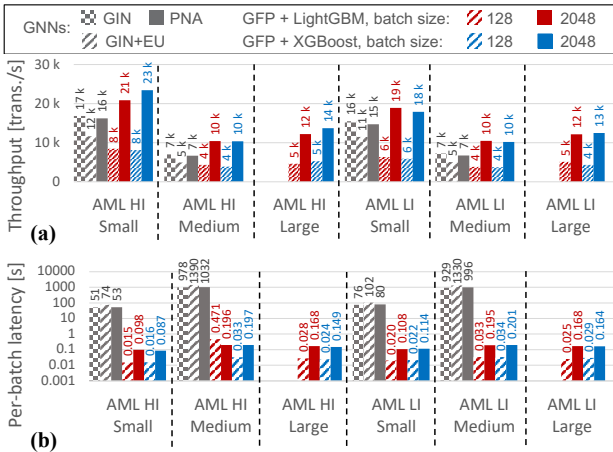 GNNs: GIN PNA GFP + LightGBM, batch size: 128 2048
GIN+EU GFP + XGBoost, batch size: 128 2048
Throughput [trans./s]
30 k
20 k
10 k
0
17 k 12 k 16 k 8 k 21 k 8 k 23 k
7 k 5 k 7 k 4 k 10 k 4 k 10 k
5 k 12 k 5 k 14 k
16 k 11 k 15 k 6 k 19 k 6 k 18 k
7 k 5 k 7 k 4 k 10 k 4 k 10 k
5 k 12 k 4 k 13 k
AML HI AML HI AML HI AML LI AML LI AML LI
Small Medium Large Small Medium Large
(a)
Per-batch latency [s]
10000
1000
100
10
1
0.1
0.01
0.001
51 74 53 0.015 0.098 0.016 0.087
978 1390 1032 0.471 0.196 0.033 0.197
0.028 0.168 0.024 0.149
76 102 80 0.020 0.108 0.022 0.114
929 1330 996 0.033 0.195 0.034 0.201
0.025 0.168 0.029 0.164
AML HI AML HI AML HI AML LI AML LI AML LI
Small Medium Large Small Medium Large
(b)